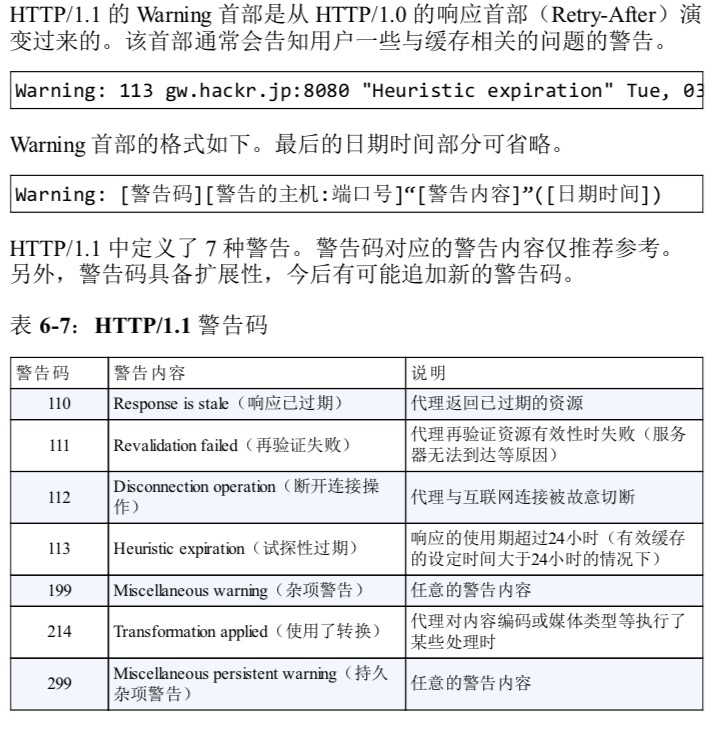 HTTP/1.1 的 Warning 首部是从 HTTP/1.0 的响应首部（Retry-After）演
变过来的。该首部通常会告知用户一些与缓存相关的问题的警告。
Warning: 113 gw.hackr.jp:8080 "Heuristic expiration" Tue, 03
Warning 首部的格式如下。最后的日期时间部分可省略。
Warning: [警告码][警告的主机:端口号]“[警告内容]”([日期时间])
HTTP/1.1 中定义了 7 种警告。警告码对应的警告内容仅推荐参考。
另外，警告码具备扩展性，今后有可能追加新的警告码。
表 6-7：HTTP/1.1 警告码
警告码 警告内容 说明
110 Response is stale（响应已过期） 代理返回已过期的资源
111 Revalidation failed（再验证失败） 代理再验证资源有效性时失败（服务
器无法到达等原因）
112 Disconnection operation（断开连接操
作） 代理与互联网连接被故意切断
113 Heuristic expiration（试探性过期） 响应的使用期超过24小时（有效缓存
的设定时间大于24小时的情况下）
199 Miscellaneous warning（杂项警告） 任意的警告内容
214 Transformation applied（使用了转换） 代理对内容编码或媒体类型等执行了
某些处理时
299 Miscellaneous persistent warning（持久
杂项警告） 任意的警告内容